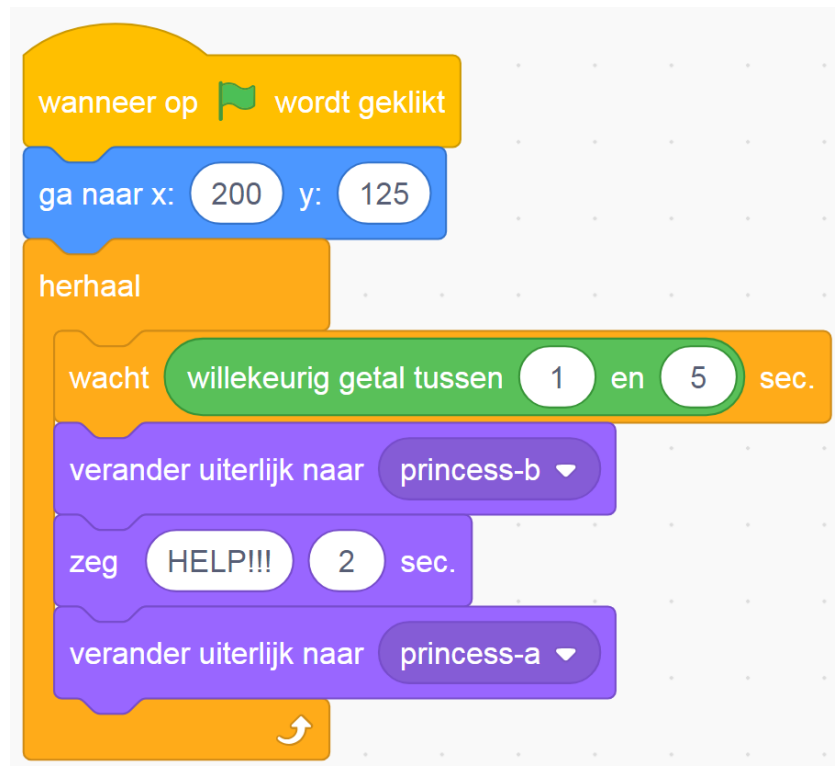 wanneer op wordt geklikt
ga naar x: 200 y: 125
herhaal
wacht willekeurig getal tussen 1 en 5 sec.
verander uiterlijk naar princess-b
zeg HELP!!! 2 sec.
verander uiterlijk naar princess-a